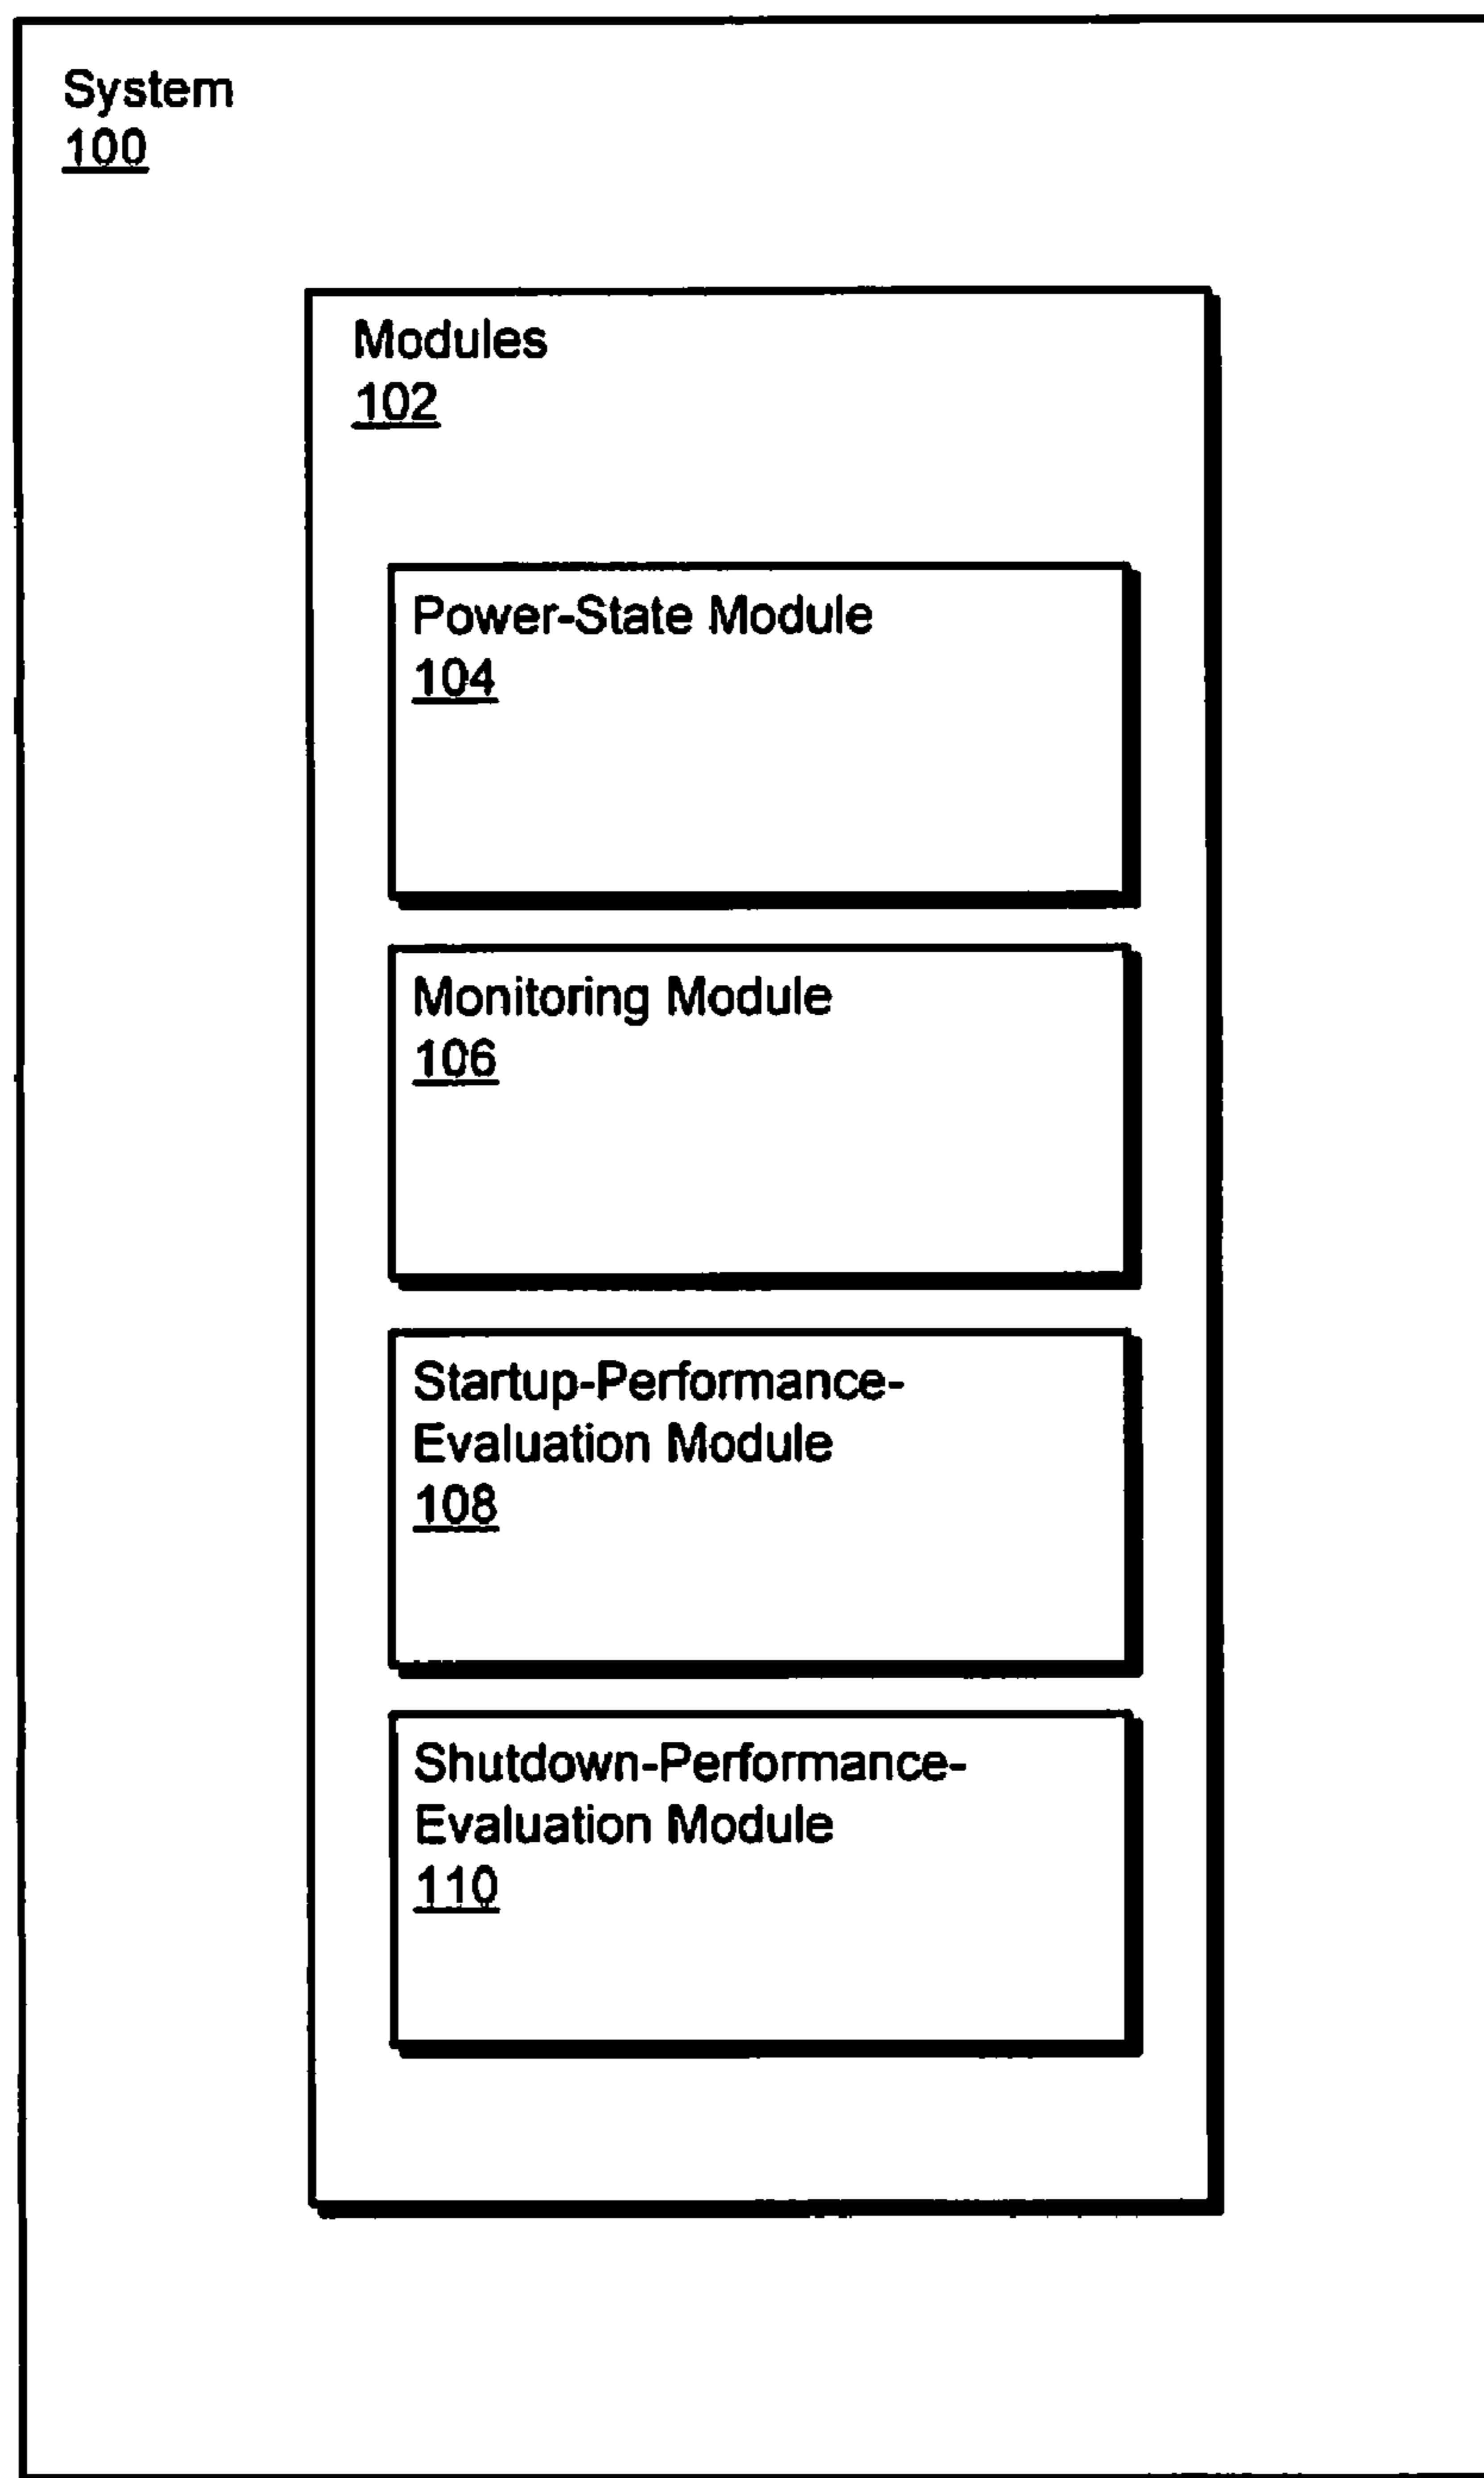 System
100
Modules
102
Power-State Module
104
Monitoring Module
106
Startup-Performance-
Evaluation Module
108
Shutdown-Performance-
Evaluation Module
110